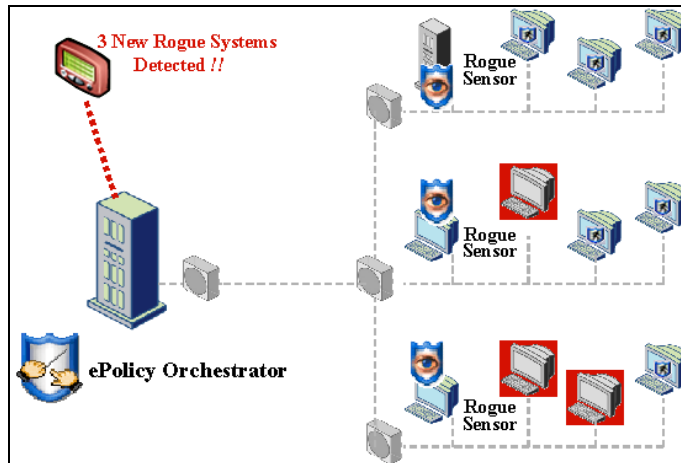 3 New Rogue Systems
Detected !!
Rogue
Sensor
Rogue
Sensor
ePolicy Orchestrator
Rogue
Sensor